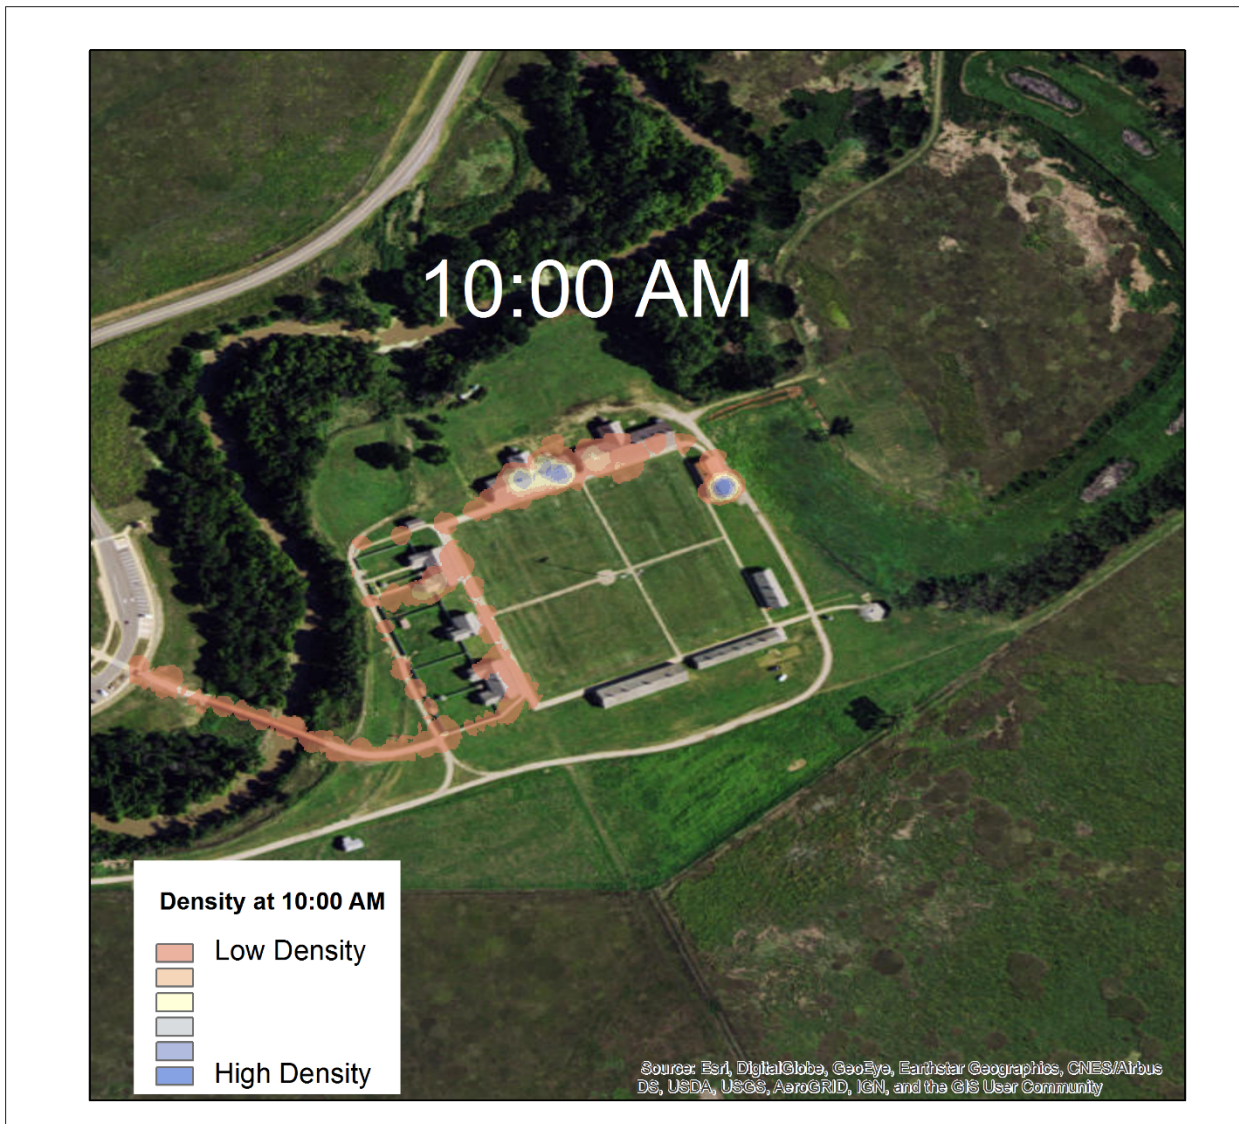 10:00 AM
Density at 10:00 AM
Low Density
High Density
Source: Esri, DigitalGlobe, GeoEye, Earthstar Geographics, CNES/Airbus
DS, USDA, USGS, AeroGRID, IGN, and the GIS User Community